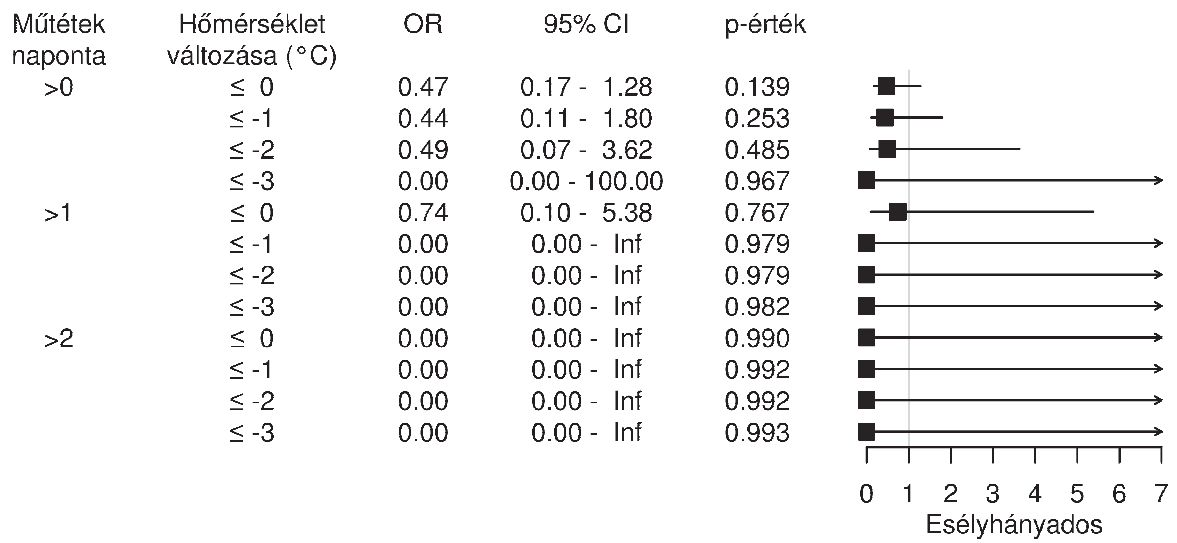 Műtétek Hőmérséklet OR 95% CI p-érték
naponta változása (°C)
>0 ≤ 0 0.47 0.17 - 1.28 0.139
≤ -1 0.44 0.11 - 1.80 0.253
≤ -2 0.49 0.07 - 3.62 0.485
≤ -3 0.00 0.00 - 100.00 0.967
>1 ≤ 0 0.74 0.10 - 5.38 0.767
≤ -1 0.00 0.00 - Inf 0.979
≤ -2 0.00 0.00 - Inf 0.979
≤ -3 0.00 0.00 - Inf 0.982
>2 ≤ 0 0.00 0.00 - Inf 0.990
≤ -1 0.00 0.00 - Inf 0.992
≤ -2 0.00 0.00 - Inf 0.992
≤ -3 0.00 0.00 - Inf 0.993
0 1 2 3 4 5 6 7
Esélyhányados